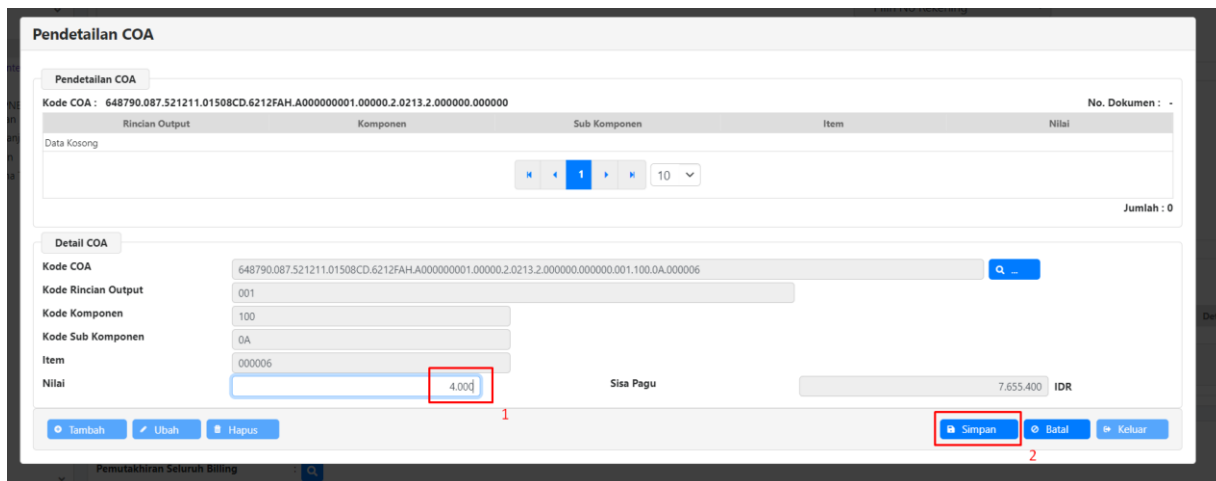 Pendetailan COA
Pendetailan COA
Kode COA : 648790.087.521211.01508CD.6212FAH.A000000001.00000.2.0213.2.000000.000000 No. Dokumen : -
Rincian Output Komponen Sub Komponen Item Nilai
Data Kosong
1 10
Jumlah : 0
Detail COA
Kode COA 648790.087.521211.01508CD.6212FAH.A000000001.00000.2.0213.2.000000.000000.001.100.0A.000006 ...
Kode Rincian Output 001
Kode Komponen 100
Kode Sub Komponen 0A
Item 000006
Nilai 4.000 Sisa Pagu 7.655.400 IDR
1
Tambah Ubah Hapus Simpan Batal Keluar
2
Pemutakhiran Seluruh Billing :